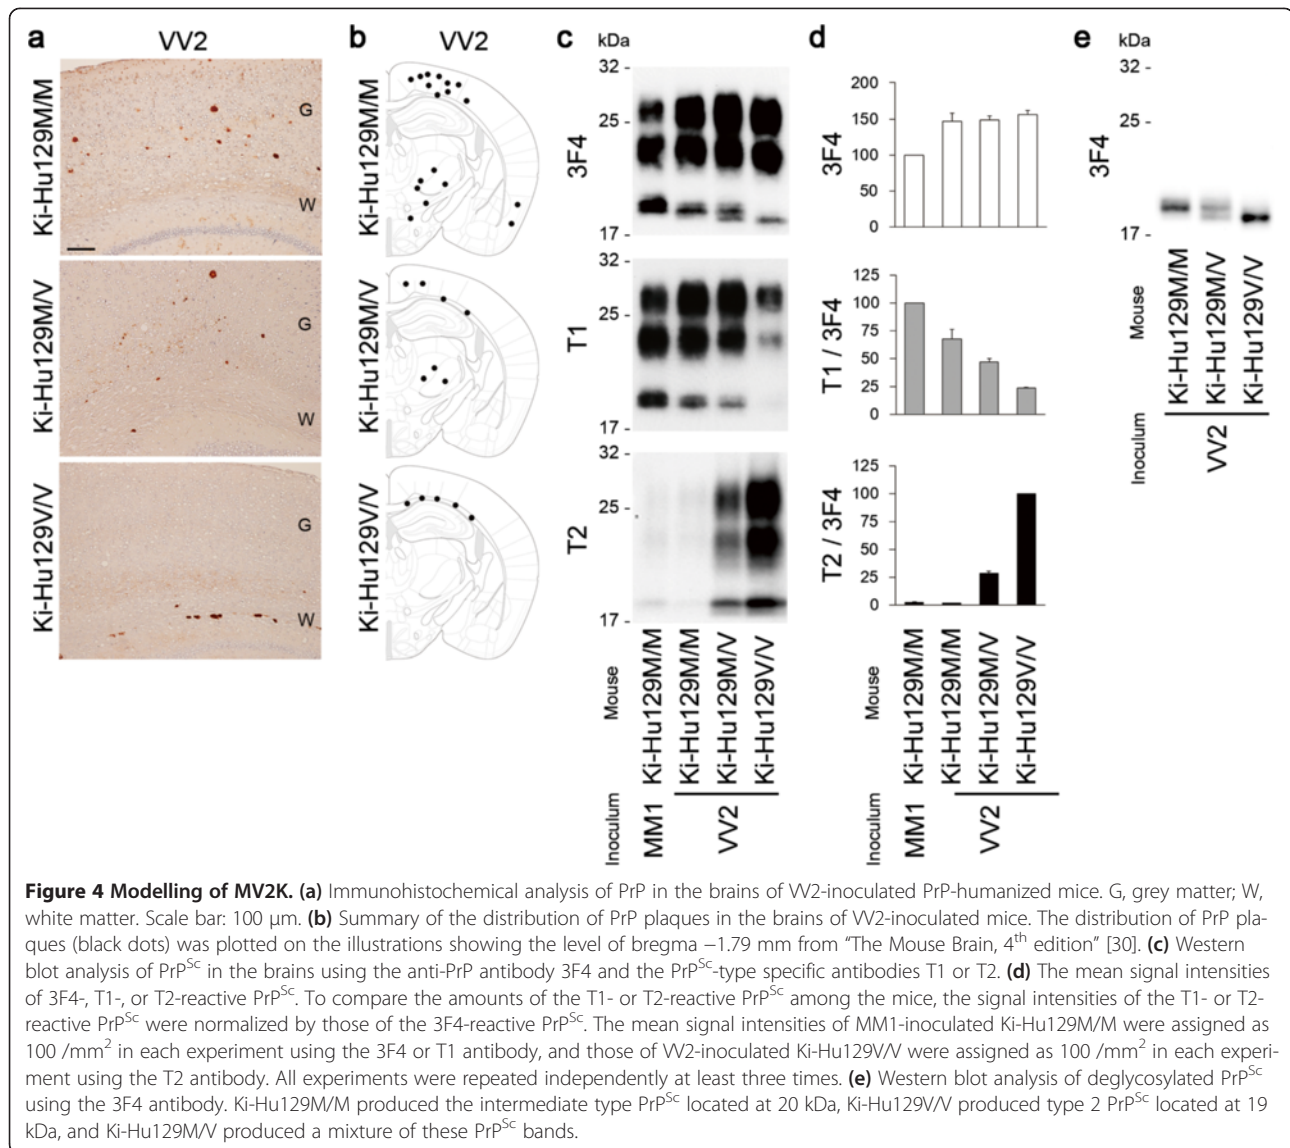 a
VV2
Ki-Hu129M/M
G
W
Ki-Hu129M/V
G
W
Ki-Hu129V/V
G
W
b
VV2
Ki-Hu129M/M
Ki-Hu129M/V
Ki-Hu129V/V
c
kDa
32 -
25 -
17 -
3F4
32 -
25 -
17 -
T1
32 -
25 -
17 -
T2
Mouse
Ki-Hu129M/M
Ki-Hu129M/M
Ki-Hu129M/V
Ki-Hu129V/V
Inoculum
MM1
VV2
d
3F4
200
150
100
50
0
T1 / 3F4
100
75
50
25
0
T2 / 3F4
100
75
50
25
0
Mouse
Ki-Hu129M/M
Ki-Hu129M/M
Ki-Hu129M/V
Ki-Hu129V/V
Inoculum
MM1
VV2
e
kDa
32 -
25 -
17 -
3F4
Mouse
Ki-Hu129M/M
Ki-Hu129M/V
Ki-Hu129V/V
Inoculum
VV2
Figure 4 Modelling of MV2K. (a) Immunohistochemical analysis of PrP in the brains of VV2-inoculated PrP-humanized mice. G, grey matter; W,
white matter. Scale bar: 100 μm. (b) Summary of the distribution of PrP plaques in the brains of VV2-inoculated mice. The distribution of PrP pla-
ques (black dots) was plotted on the illustrations showing the level of bregma −1.79 mm from “The Mouse Brain, 4th edition” [30]. (c) Western
blot analysis of PrPSc in the brains using the anti-PrP antibody 3F4 and the PrPSc-type specific antibodies T1 or T2. (d) The mean signal intensities
of 3F4-, T1-, or T2-reactive PrPSc. To compare the amounts of the T1- or T2-reactive PrPSc among the mice, the signal intensities of the T1- or T2-
reactive PrPSc were normalized by those of the 3F4-reactive PrPSc. The mean signal intensities of MM1-inoculated Ki-Hu129M/M were assigned as
100 /mm2 in each experiment using the 3F4 or T1 antibody, and those of VV2-inoculated Ki-Hu129V/V were assigned as 100 /mm2 in each experi-
ment using the T2 antibody. All experiments were repeated independently at least three times. (e) Western blot analysis of deglycosylated PrPSc
using the 3F4 antibody. Ki-Hu129M/M produced the intermediate type PrPSc located at 20 kDa, Ki-Hu129V/V produced type 2 PrPSc located at 19
kDa, and Ki-Hu129M/V produced a mixture of these PrPSc bands.